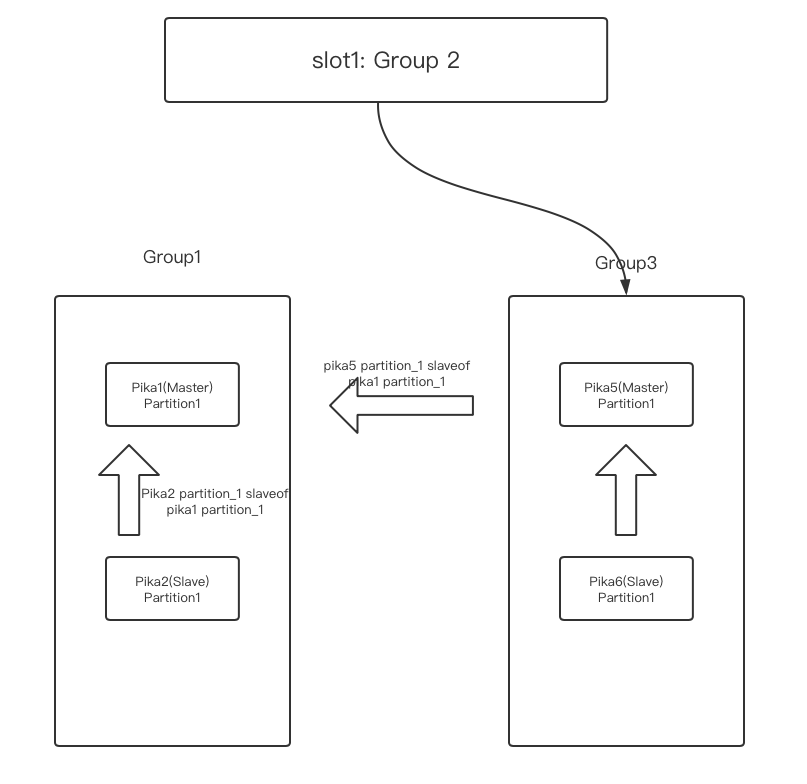 slot1: Group 2
Group1
Group3
pika5 partition_1 slaveof
pika1 partition_1
Pika1(Master)
Partition1
Pika5(Master)
Partition1
Pika2 partition_1 slaveof
pika1 partition_1
Pika2(Slave)
Partition1
Pika6(Slave)
Partition1